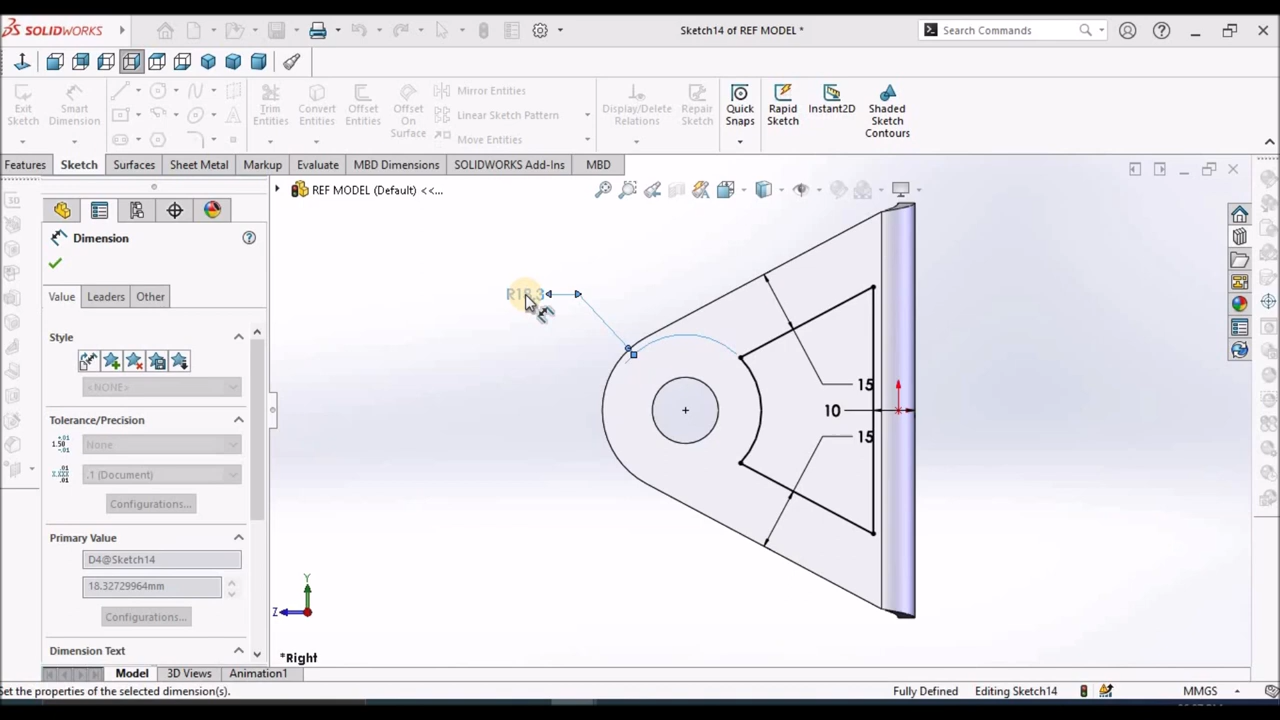 SOLIDWORKS
Sketch14 of REF MODEL *
Search Commands
Exit Sketch
Smart Dimension
Trim Entities
Convert Entities
Offset Entities
Offset On Surface
Mirror Entities
Linear Sketch Pattern
Move Entities
Display/Delete Relations
Repair Sketch
Quick Snaps
Rapid Sketch
Instant2D
Shaded Sketch Contours
Features
Sketch
Surfaces
Sheet Metal
Markup
Evaluate
MBD Dimensions
SOLIDWORKS Add-Ins
MBD
REF MODEL (Default) <<...
Dimension
Value
Leaders
Other
Style
<NONE>
Tolerance/Precision
None
.1 (Document)
Configurations...
Primary Value
D4@Sketch14
18.32729964mm
Configurations...
Dimension Text
R18.3
15
10
15
Y
Z
*Right
Model
3D Views
Animation1
Set the properties of the selected dimension(s).
Fully Defined
Editing Sketch14
MMGS